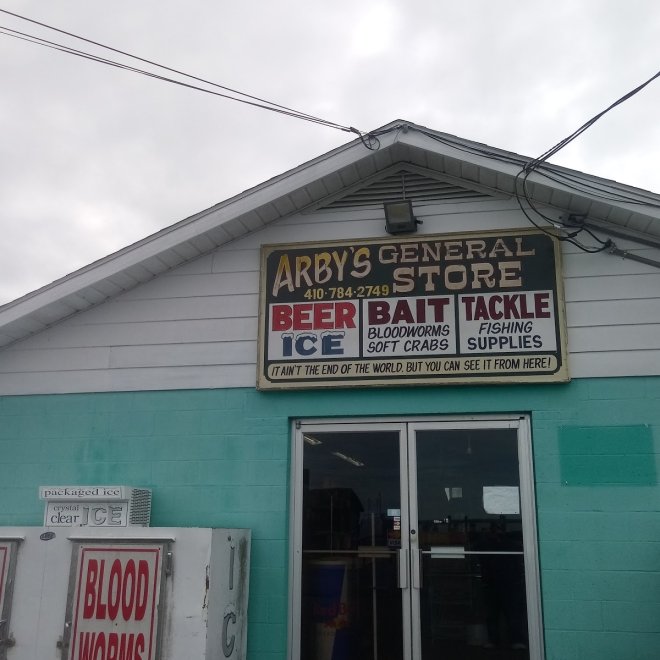 ARBY'S GENERAL STORE
410·784·2749
BEER
ICE
BAIT
BLOODWORMS
SOFT CRABS
TACKLE
FISHING
SUPPLIES
IT AIN'T THE END OF THE WORLD, BUT YOU CAN SEE IT FROM HERE!
packaged ice
crystal
clear ICE
BLOOD
WORMS
IC